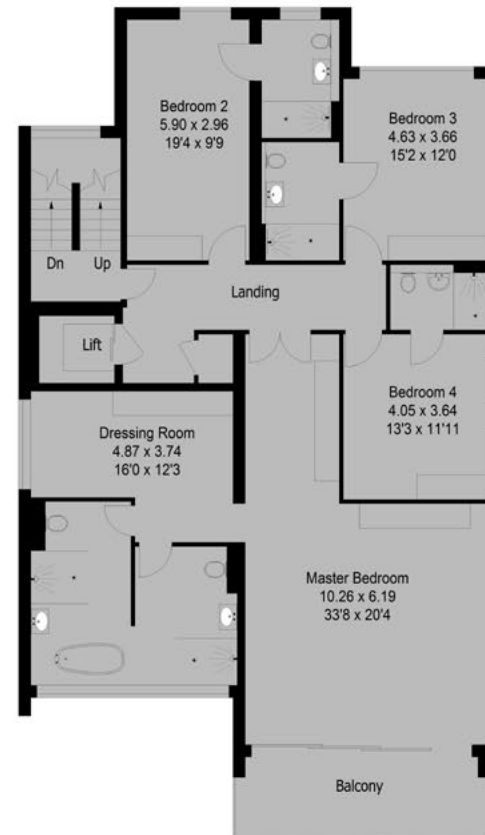 Bedroom 2
5.90 x 2.96
19'4 x 9'9
Bedroom 3
4.63 x 3.66
15'2 x 12'0
Dn
Up
Landing
Lift
Bedroom 4
4.05 x 3.64
13'3 x 11'11
Dressing Room
4.87 x 3.74
16'0 x 12'3
Master Bedroom
10.26 x 6.19
33'8 x 20'4
Balcony